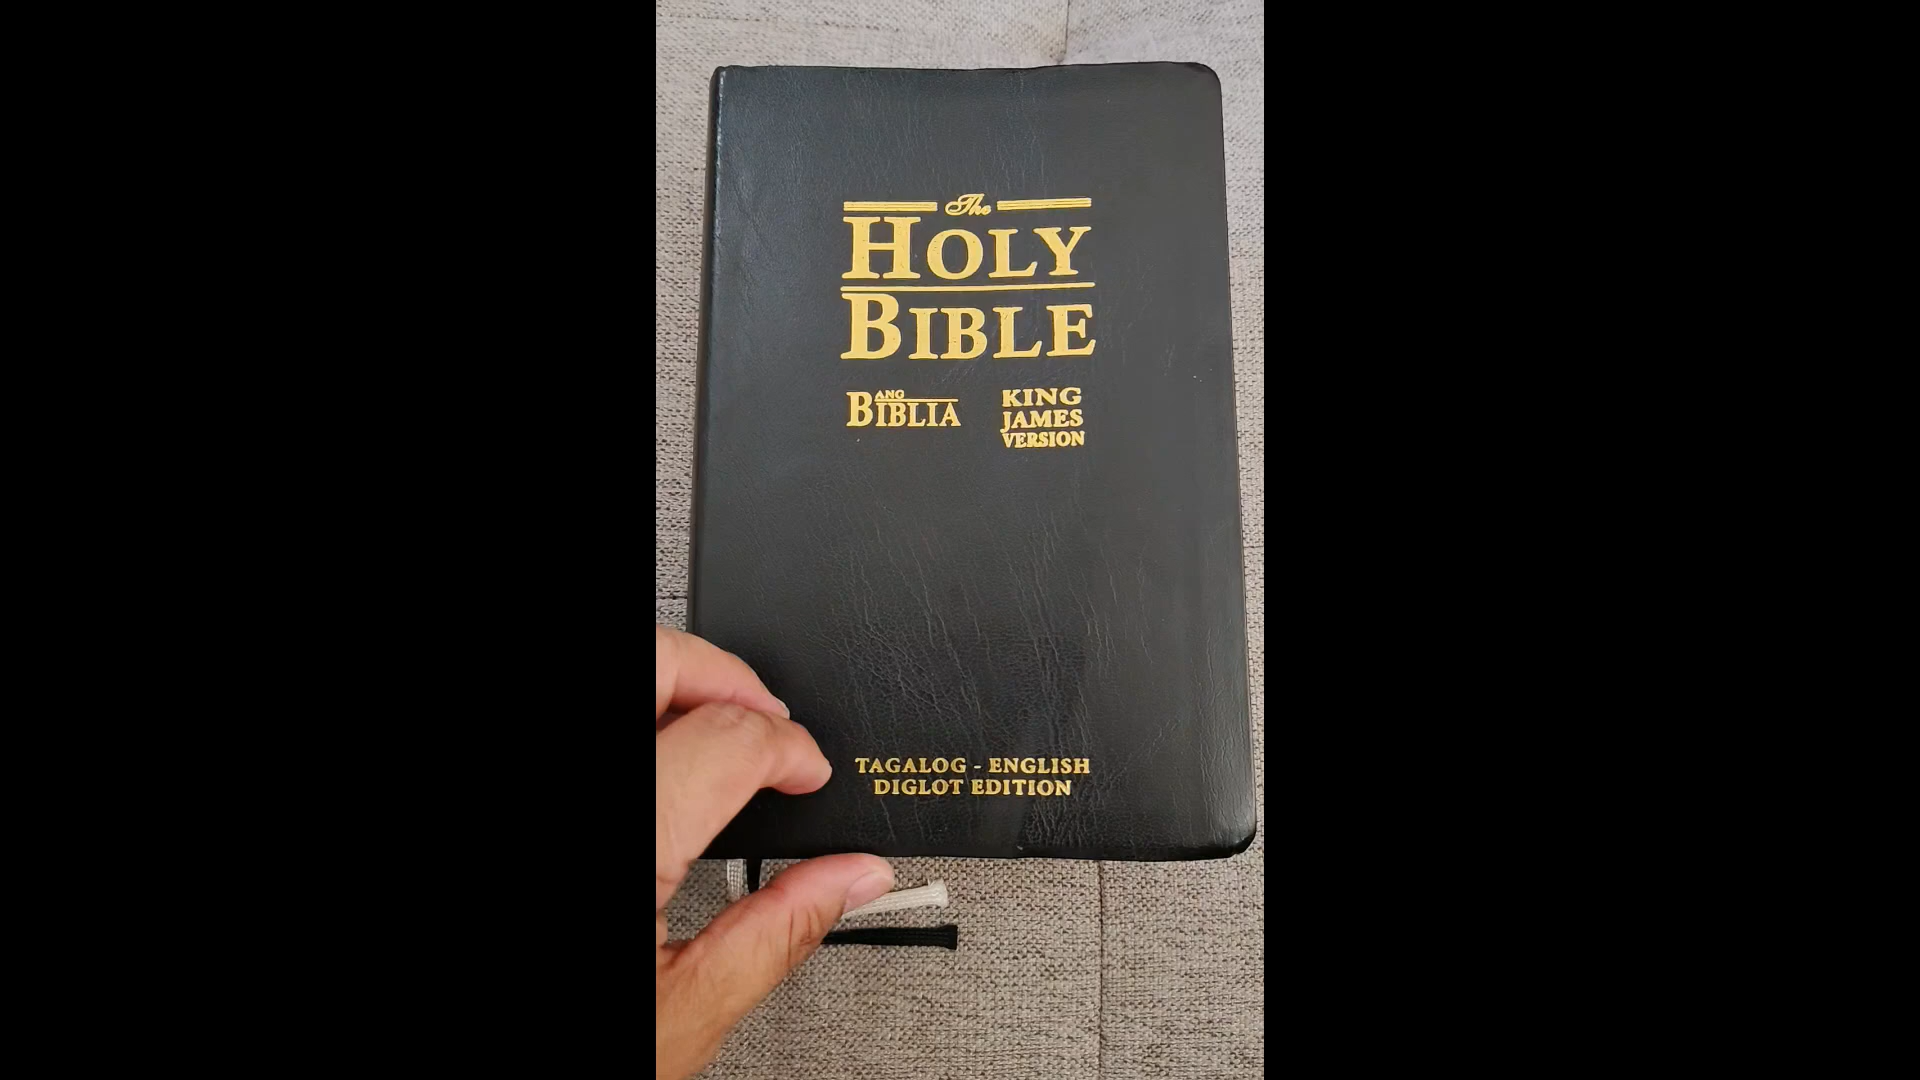 The
HOLY
BIBLE
ANG
BIBLIA
KING
JAMES
VERSION
TAGALOG - ENGLISH
DIGLOT EDITION